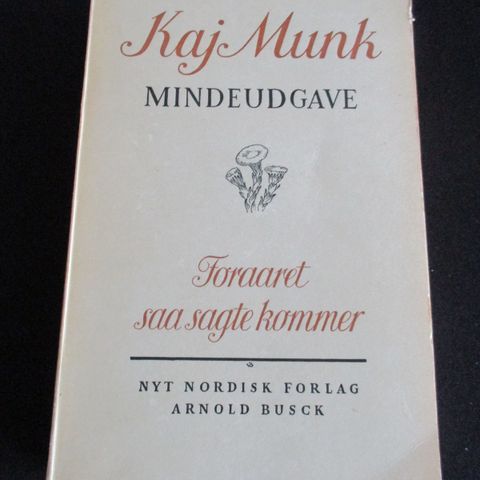 Kaj Munk
MINDEUDGAVE
Foraaret
saa sagte kommer
NYT NORDISK FORLAG
ARNOLD BUSCK